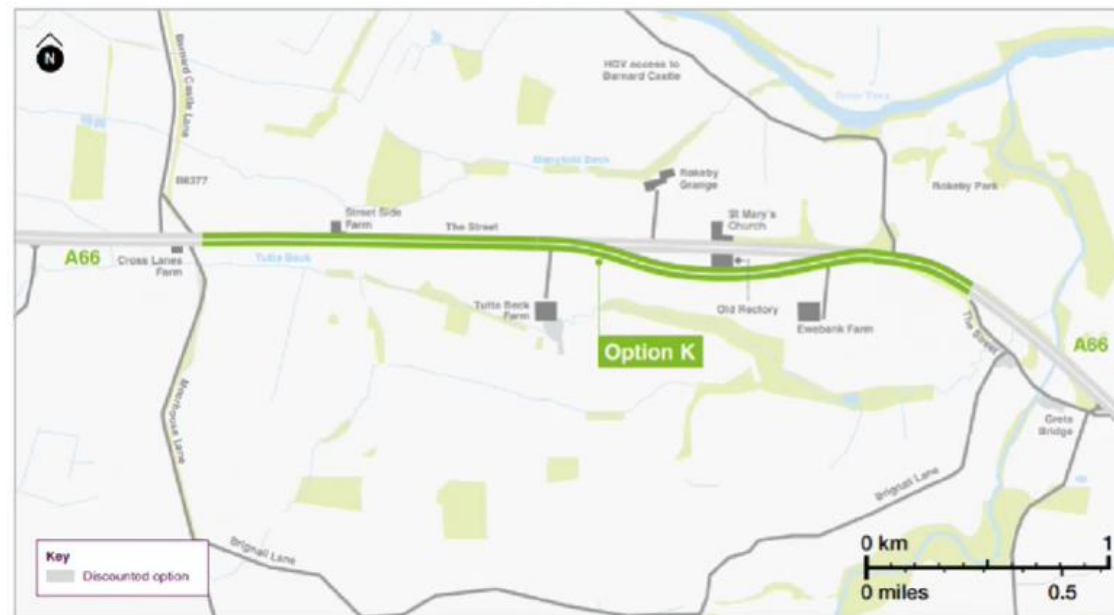 N
Barnard Castle Lane
HGV access to
Barnard Castle
River Tees
Manyfold Beck
B6377
Rokeby
Grange
Rokeby Park
Street Side
Farm
The Street
St Mary's
Church
A66
Cross Lanes
Farm
Tutta Beck
Tutta Beck
Farm
Old Rectory
Ewebank Farm
Option K
The Street
A66
Moorhouse Lane
Greta
Bridge
Brignall Lane
Brignall Lane
Key
Discounted option
0 km
1
0 miles
0.5